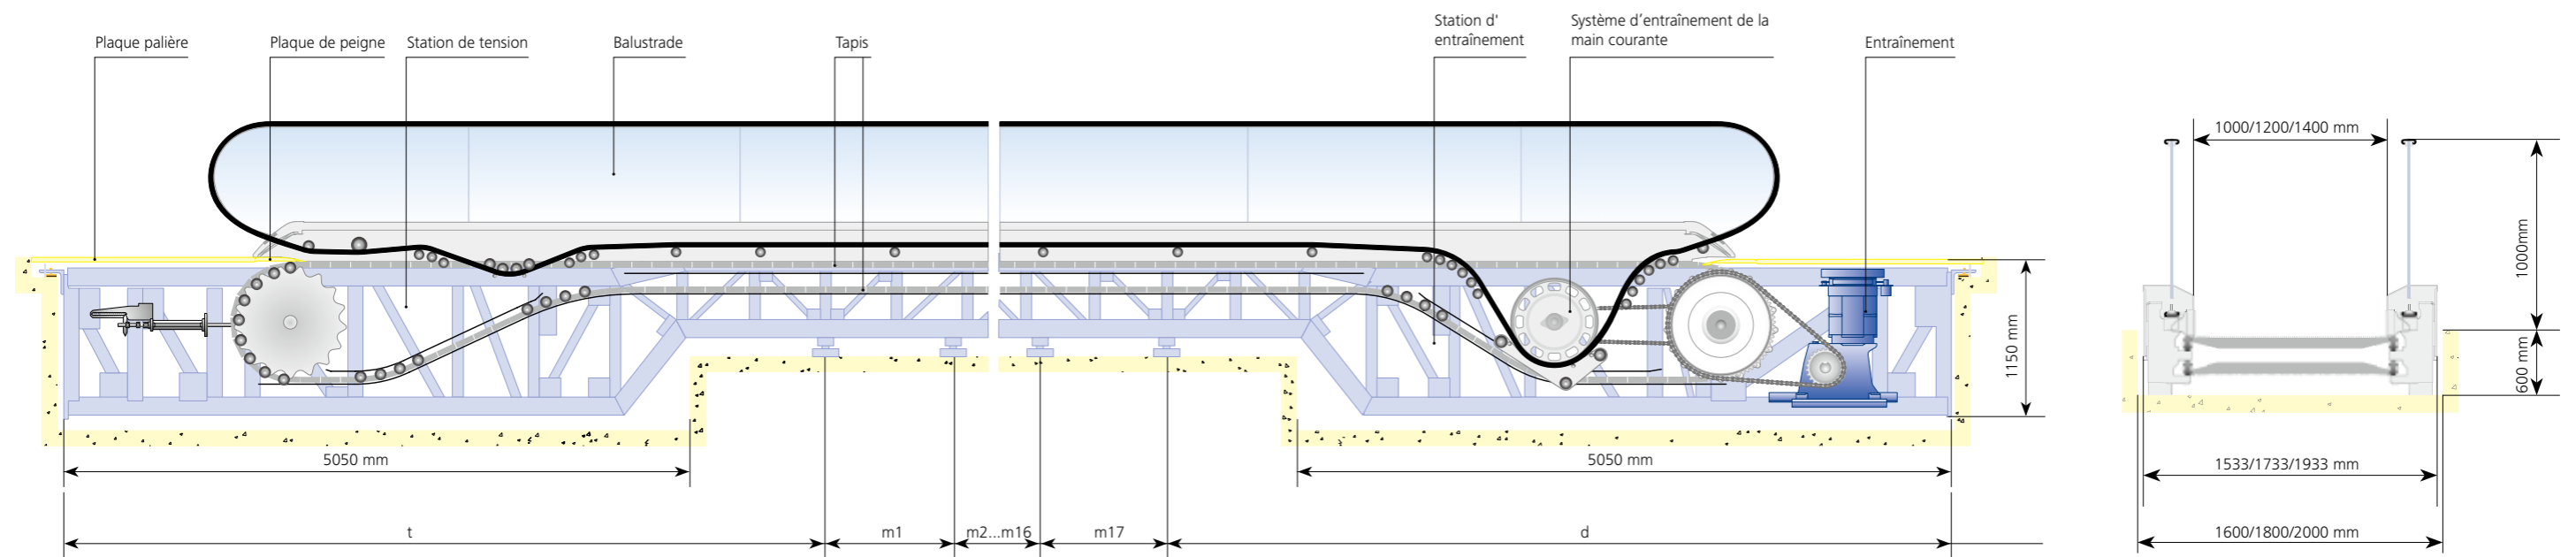 Plaque palière
Plaque de peigne
Station de tension
Balustrade
Tapis
Station d'
entraînement
Système d’entraînement de la
main courante
Entraînement
1150 mm
5050 mm
5050 mm
t
m1
m2...m16
m17
d
1000/1200/1400 mm
1000mm
600 mm
1533/1733/1933 mm
1600/1800/2000 mm